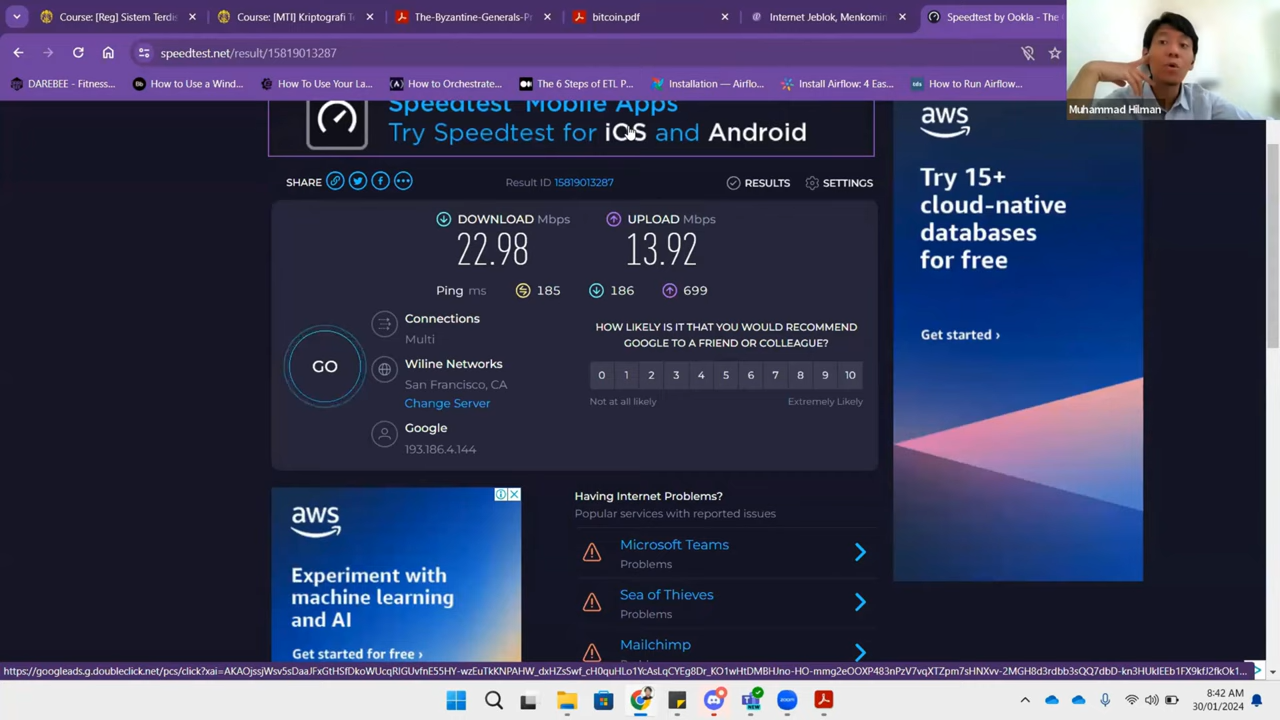 Course: [Reg] Sistem Terdis
Course: [MTI] Kriptografi T
The-Byzantine-Generals-Pr
bitcoin.pdf
Internet Jeblok, Menkomin
Speedtest by Ookla - The
speedtest.net/result/15819013287
DAREBEE - Fitness...
How to Use a Wind...
How To Use Your La...
How to Orchestrate...
The 6 Steps of ETL P...
Installation — Airflo...
Install Airflow: 4 Eas...
How to Run Airflow...
Muhammad Hilman
Speedtest Mobile Apps
Try Speedtest for iOS and Android
SHARE
Result ID 15819013287
RESULTS
SETTINGS
DOWNLOAD Mbps
22.98
UPLOAD Mbps
13.92
Ping ms
185
186
699
GO
Connections
Multi
Wiline Networks
San Francisco, CA
Change Server
Google
193.186.4.144
HOW LIKELY IS IT THAT YOU WOULD RECOMMEND
GOOGLE TO A FRIEND OR COLLEAGUE?
0 1 2 3 4 5 6 7 8 9 10
Not at all likely
Extremely Likely
aws
Try 15+
cloud-native
databases
for free
Get started ›
aws
Experiment with
machine learning
and AI
Get started for free ›
Having Internet Problems?
Popular services with reported issues
Microsoft Teams
Problems
Sea of Thieves
Problems
Mailchimp
8:42 AM
30/01/2024